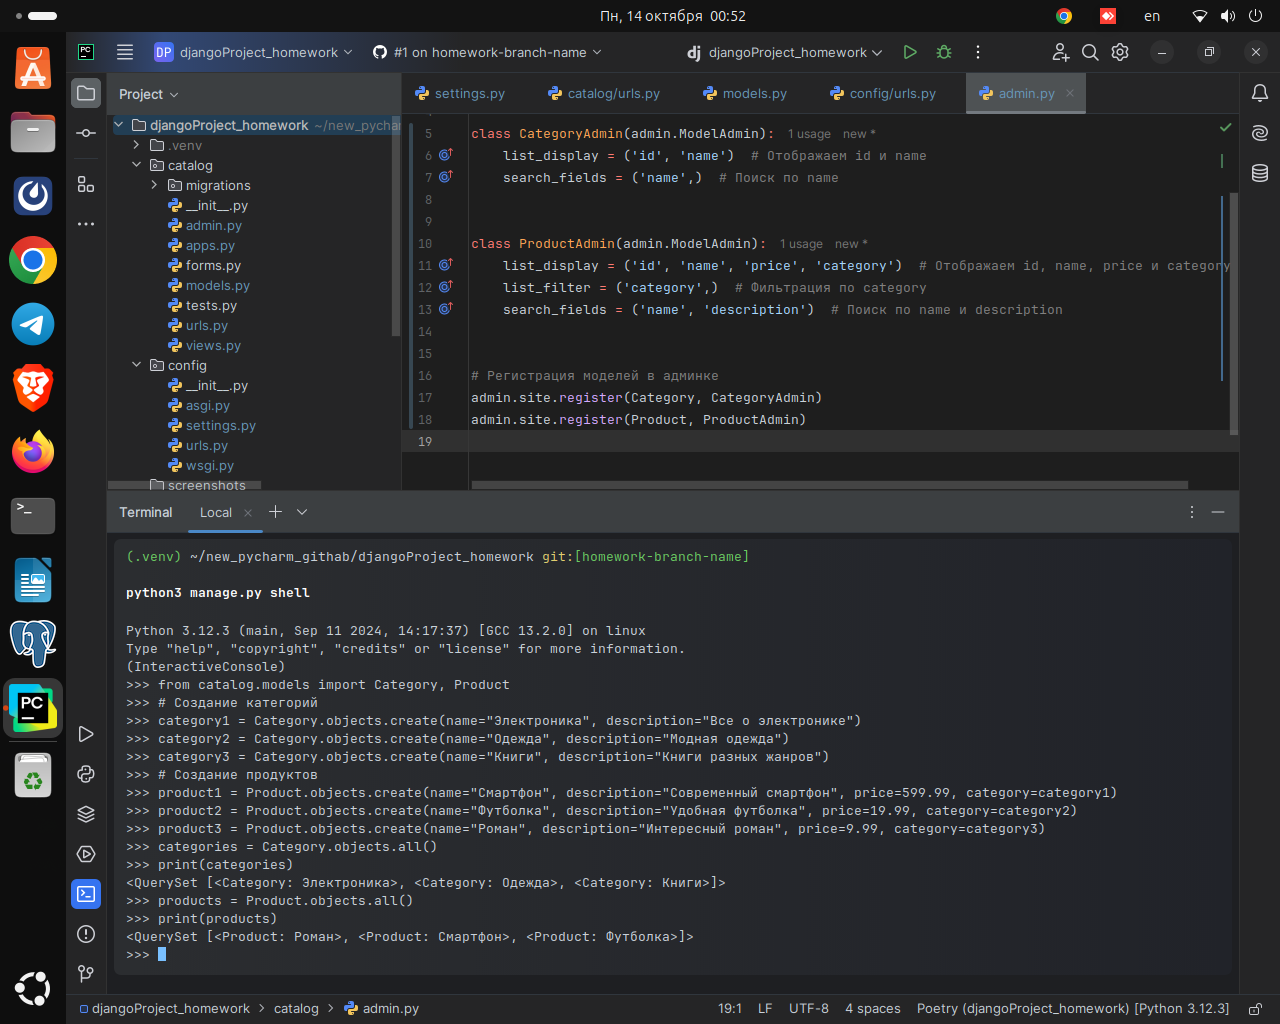 Пн, 14 октября  00:52
en
PC
DP djangoProject_homework
#1 on homework-branch-name
dj djangoProject_homework
Project
settings.py
catalog/urls.py
models.py
config/urls.py
admin.py
djangoProject_homework ~/new_pychar
.venv
catalog
migrations
__init__.py
admin.py
apps.py
forms.py
models.py
tests.py
urls.py
views.py
config
__init__.py
asgi.py
settings.py
urls.py
wsgi.py
screenshots
5 class CategoryAdmin(admin.ModelAdmin): 1 usage new *
6 list_display = ('id', 'name')  # Отображаем id и name
7 search_fields = ('name',)  # Поиск по name
8
9
10 class ProductAdmin(admin.ModelAdmin): 1 usage new *
11 list_display = ('id', 'name', 'price', 'category')  # Отображаем id, name, price и category
12 list_filter = ('category',)  # Фильтрация по category
13 search_fields = ('name', 'description')  # Поиск по name и description
14
15
16 # Регистрация моделей в админке
17 admin.site.register(Category, CategoryAdmin)
18 admin.site.register(Product, ProductAdmin)
19
Terminal
Local
(.venv) ~/new_pycharm_githab/djangoProject_homework git:[homework-branch-name]
python3 manage.py shell
Python 3.12.3 (main, Sep 11 2024, 14:17:37) [GCC 13.2.0] on linux
Type "help", "copyright", "credits" or "license" for more information.
(InteractiveConsole)
>>> from catalog.models import Category, Product
>>> # Создание категорий
>>> category1 = Category.objects.create(name="Электроника", description="Все о электронике")
>>> category2 = Category.objects.create(name="Одежда", description="Модная одежда")
>>> category3 = Category.objects.create(name="Книги", description="Книги разных жанров")
>>> # Создание продуктов
>>> product1 = Product.objects.create(name="Смартфон", description="Современный смартфон", price=599.99, category=category1)
>>> product2 = Product.objects.create(name="Футболка", description="Удобная футболка", price=19.99, category=category2)
>>> product3 = Product.objects.create(name="Роман", description="Интересный роман", price=9.99, category=category3)
>>> categories = Category.objects.all()
>>> print(categories)
<QuerySet [<Category: Электроника>, <Category: Одежда>, <Category: Книги>]>
>>> products = Product.objects.all()
>>> print(products)
<QuerySet [<Product: Роман>, <Product: Смартфон>, <Product: Футболка>]>
>>>
PC
djangoProject_homework > catalog > admin.py
19:1
LF
UTF-8
4 spaces
Poetry (djangoProject_homework) [Python 3.12.3]